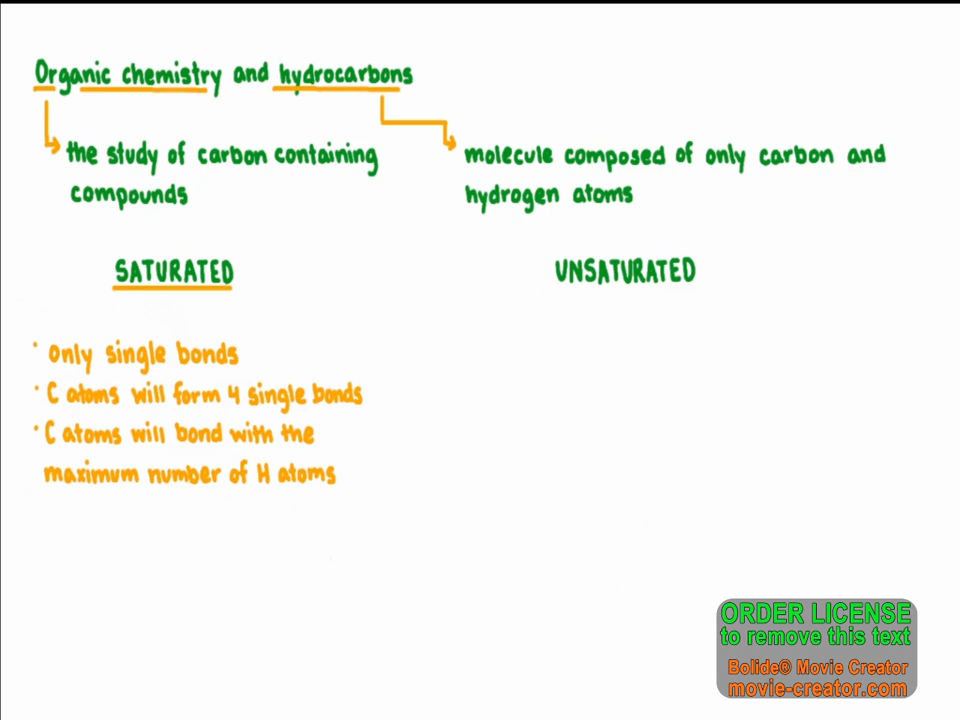 Organic chemistry and hydrocarbons
the study of carbon containing
compounds
molecule composed of only carbon and
hydrogen atoms
SATURATED
UNSATURATED
· only single bonds
· C atoms will form 4 single bonds
· C atoms will bond with the
maximum number of H atoms
ORDER LICENSE
to remove this text
Bolide® Movie Creator
movie-creator.com